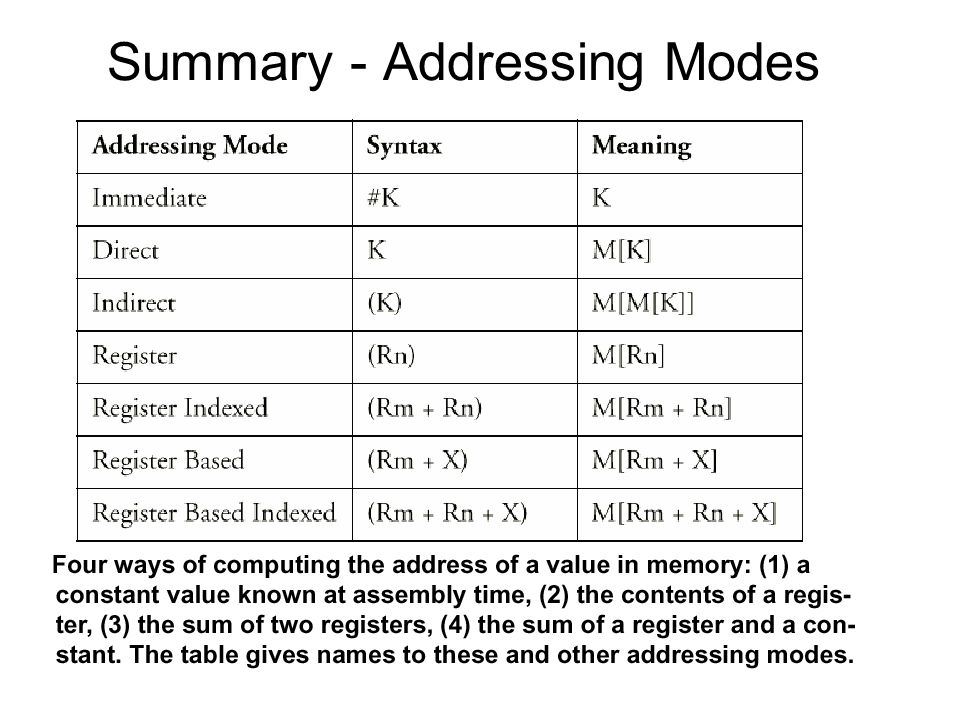 Summary - Addressing Modes
Addressing Mode Syntax Meaning
Immediate #K K
Direct K M[K]
Indirect (K) M[M[K]]
Register (Rn) M[Rn]
Register Indexed (Rm + Rn) M[Rm + Rn]
Register Based (Rm + X) M[Rm + X]
Register Based Indexed (Rm + Rn + X) M[Rm + Rn + X]
Four ways of computing the address of a value in memory: (1) a
constant value known at assembly time, (2) the contents of a regis-
ter, (3) the sum of two registers, (4) the sum of a register and a con-
stant. The table gives names to these and other addressing modes.